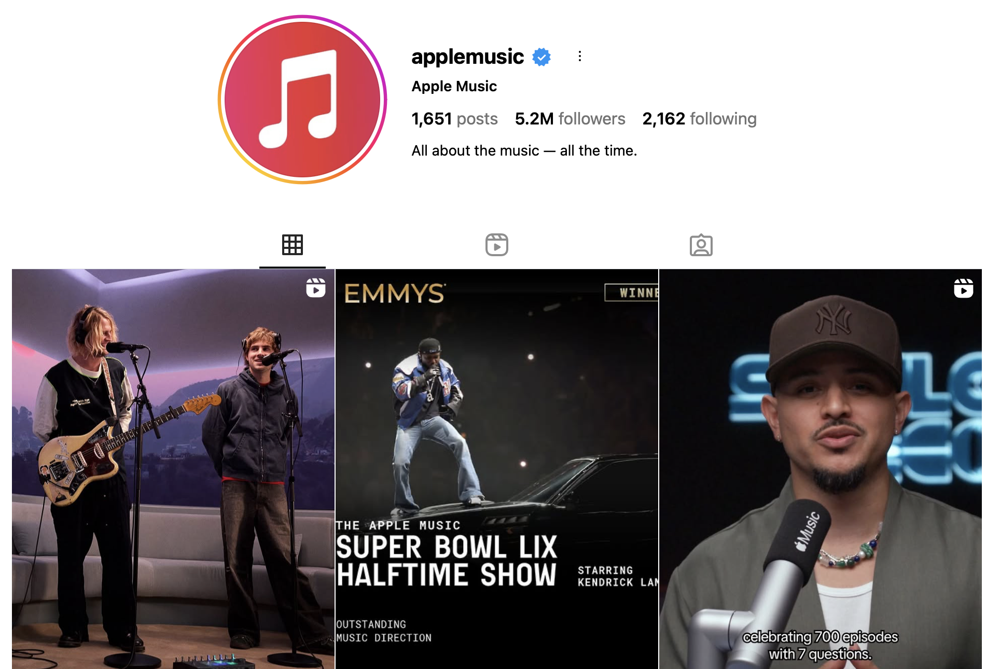 applemusic
Apple Music
1,651 posts 5.2M followers 2,162 following
All about the music — all the time.
EMMYS
WINNE
THE APPLE MUSIC
SUPER BOWL LIX
HALFTIME SHOW
STARRING
KENDRICK LAM
OUTSTANDING
MUSIC DIRECTION
NY
Music
celebrating 700 episodes
with 7 questions.